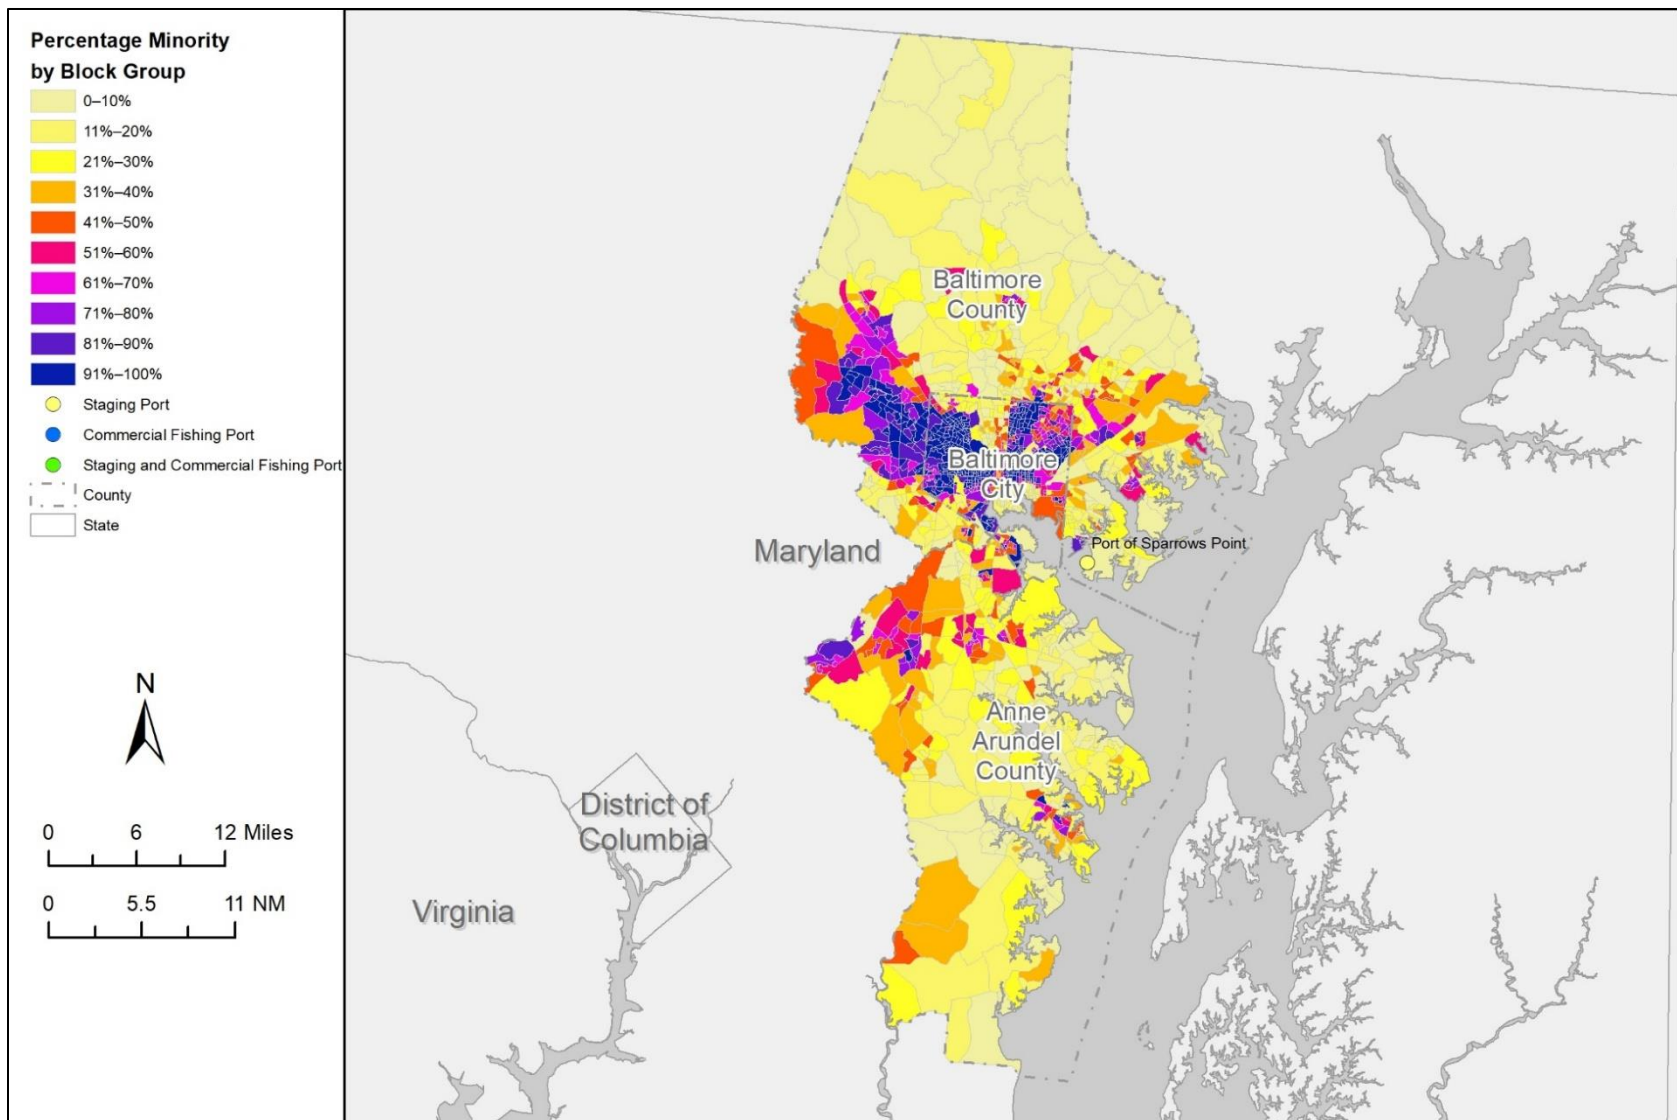 Percentage Minority
by Block Group
0–10%
11%–20%
21%–30%
31%–40%
41%–50%
51%–60%
61%–70%
71%–80%
81%–90%
91%–100%
Staging Port
Commercial Fishing Port
Staging and Commercial Fishing Port
County
State
N
0 6 12 Miles
0 5.5 11 NM
Baltimore
County
Baltimore
City
Maryland
Port of Sparrows Point
Anne
Arundel
County
District of
Columbia
Virginia